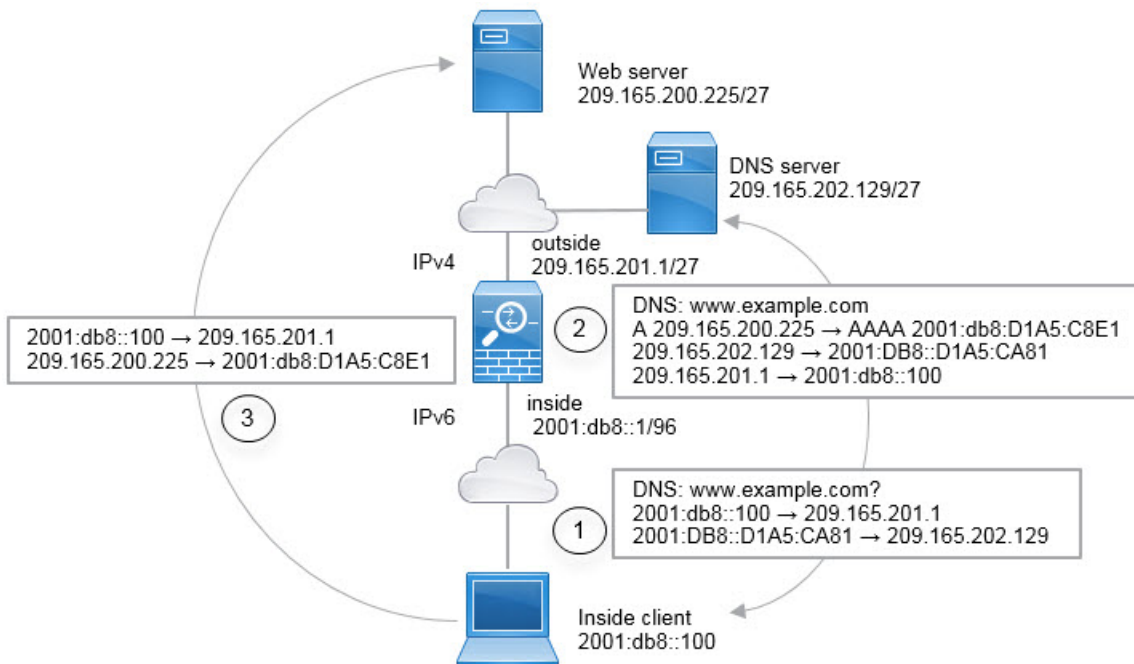 Web server
209.165.200.225/27
DNS server
209.165.202.129/27
outside
209.165.201.1/27
IPv4
2
DNS: www.example.com
A 209.165.200.225 → AAAA 2001:db8:D1A5:C8E1
209.165.202.129 → 2001:DB8::D1A5:CA81
209.165.201.1 → 2001:db8::100
2001:db8::100 → 209.165.201.1
209.165.200.225 → 2001:db8:D1A5:C8E1
3
IPv6
inside
2001:db8::1/96
1
DNS: www.example.com?
2001:db8::100 → 209.165.201.1
2001:DB8::D1A5:CA81 → 209.165.202.129
Inside client
2001:db8::100